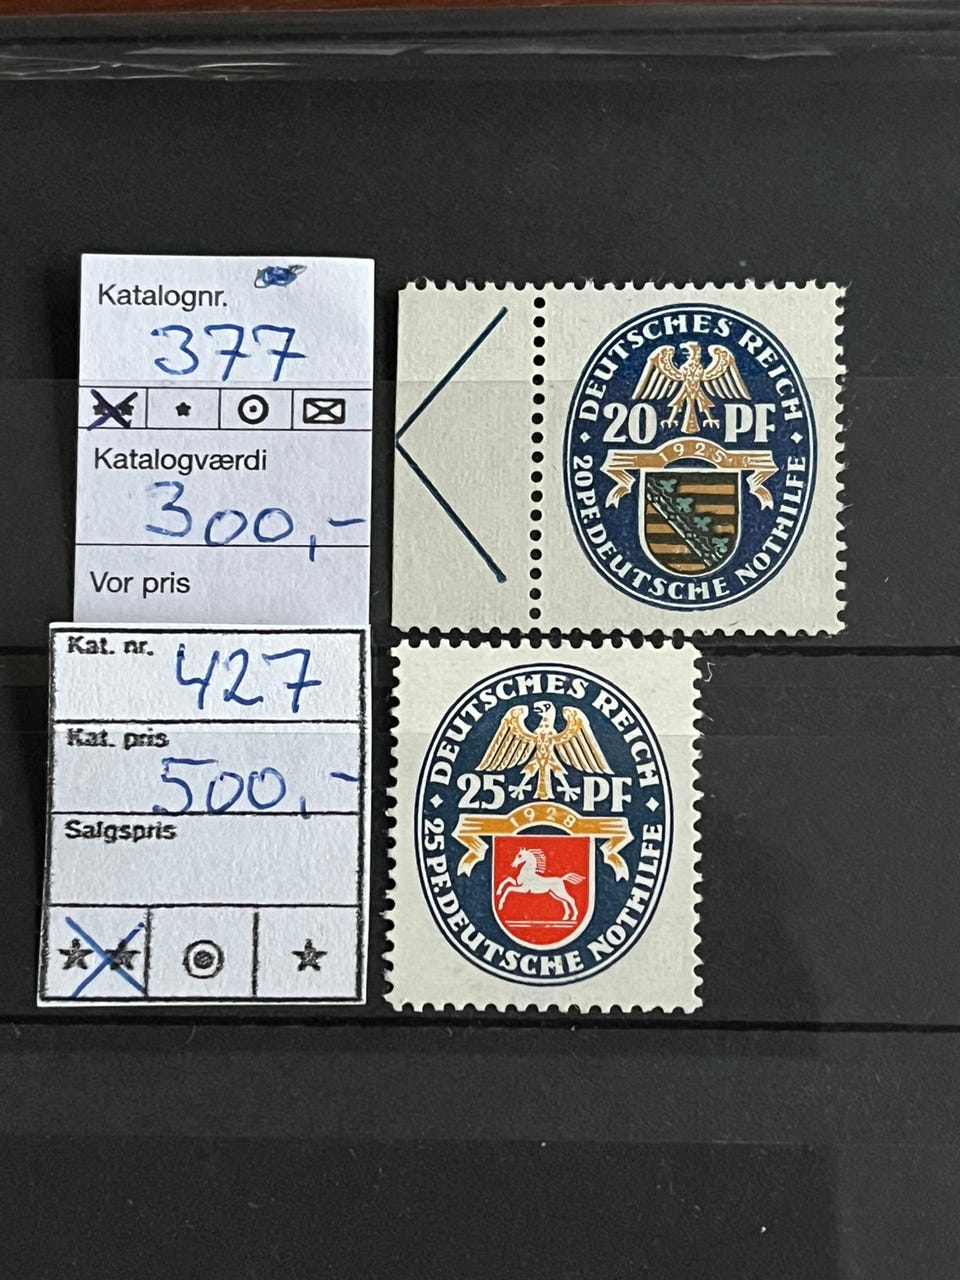 Katalognr.
377
Katalogværdi
300,-
Vor pris
DEUTSCHES REICH
20 PF
1925
20 PF. DEUTSCHE NOTHILFE
Kat. nr. 427
Kat. pris
500,-
Salgspris
DEUTSCHES REICH
25 PF
1928
25 PF. DEUTSCHE NOTHILFE